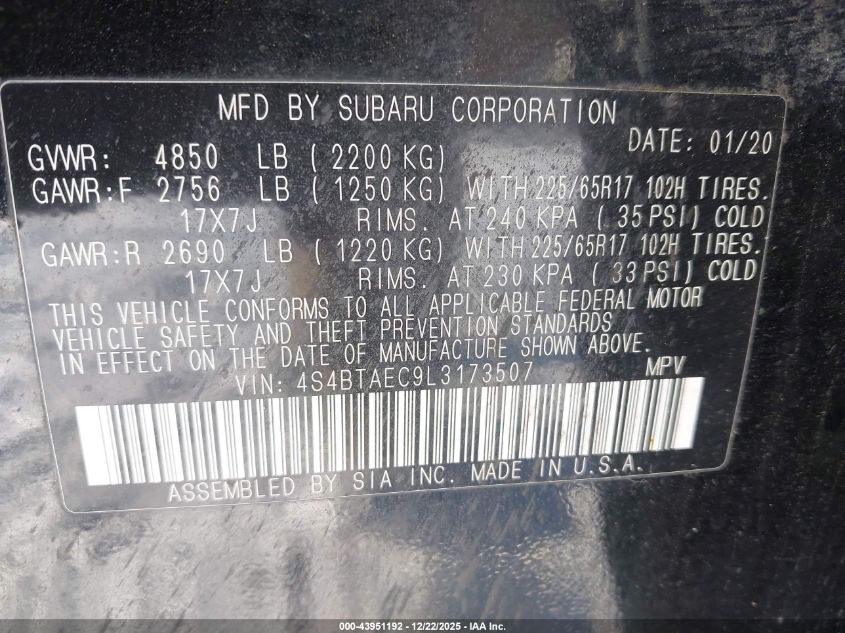 MFD BY SUBARU CORPORATION
DATE: 01/20
GVWR: 4850 LB ( 2200 KG)
GAWR:F 2756 LB ( 1250 KG) WITH 225/65R17 102H TIRES.
17X7J RIMS. AT 240 KPA ( 35 PSI) COLD
GAWR:R 2690 LB ( 1220 KG) WITH 225/65R17 102H TIRES.
17X7J RIMS. AT 230 KPA ( 33 PSI) COLD
THIS VEHICLE CONFORMS TO ALL APPLICABLE FEDERAL MOTOR
VEHICLE SAFETY AND THEFT PREVENTION STANDARDS
IN EFFECT ON THE DATE OF MANUFACTURE SHOWN ABOVE.
VIN: 4S4BTAEC9L3173507 MPV
ASSEMBLED BY SIA INC. MADE IN U.S.A.
000-43951192 - 12/22/2025 - IAA Inc.